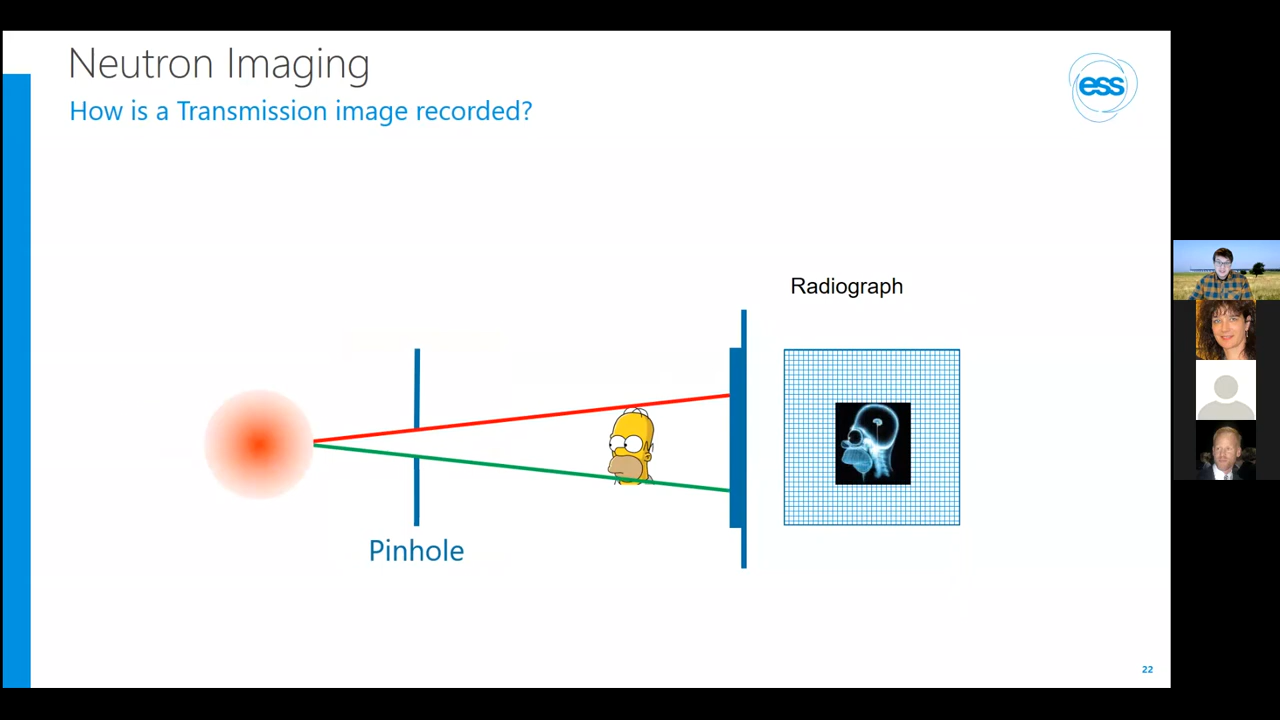 Neutron Imaging
How is a Transmission image recorded?
ess
Radiograph
Pinhole
22